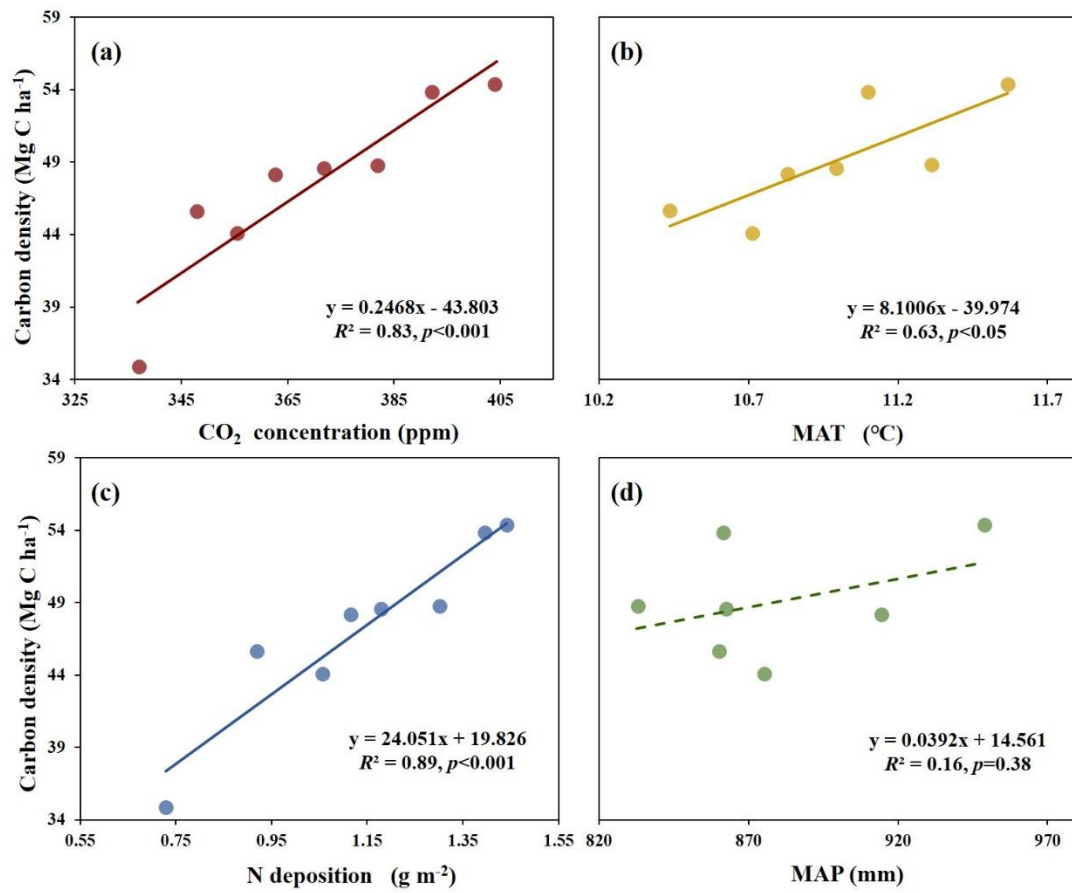 (a)
Carbon density (Mg C ha⁻¹)
59
54
49
44
39
34
y = 0.2468x - 43.803
R² = 0.83, p<0.001
325
345
365
385
405
CO₂ concentration (ppm)
(b)
y = 8.1006x - 39.974
R² = 0.63, p<0.05
10.2
10.7
11.2
11.7
MAT (°C)
(c)
Carbon density (Mg C ha⁻¹)
59
54
49
44
39
34
y = 24.051x + 19.826
R² = 0.89, p<0.001
0.55
0.75
0.95
1.15
1.35
1.55
N deposition (g m⁻²)
(d)
y = 0.0392x + 14.561
R² = 0.16, p=0.38
820
870
920
970
MAP (mm)